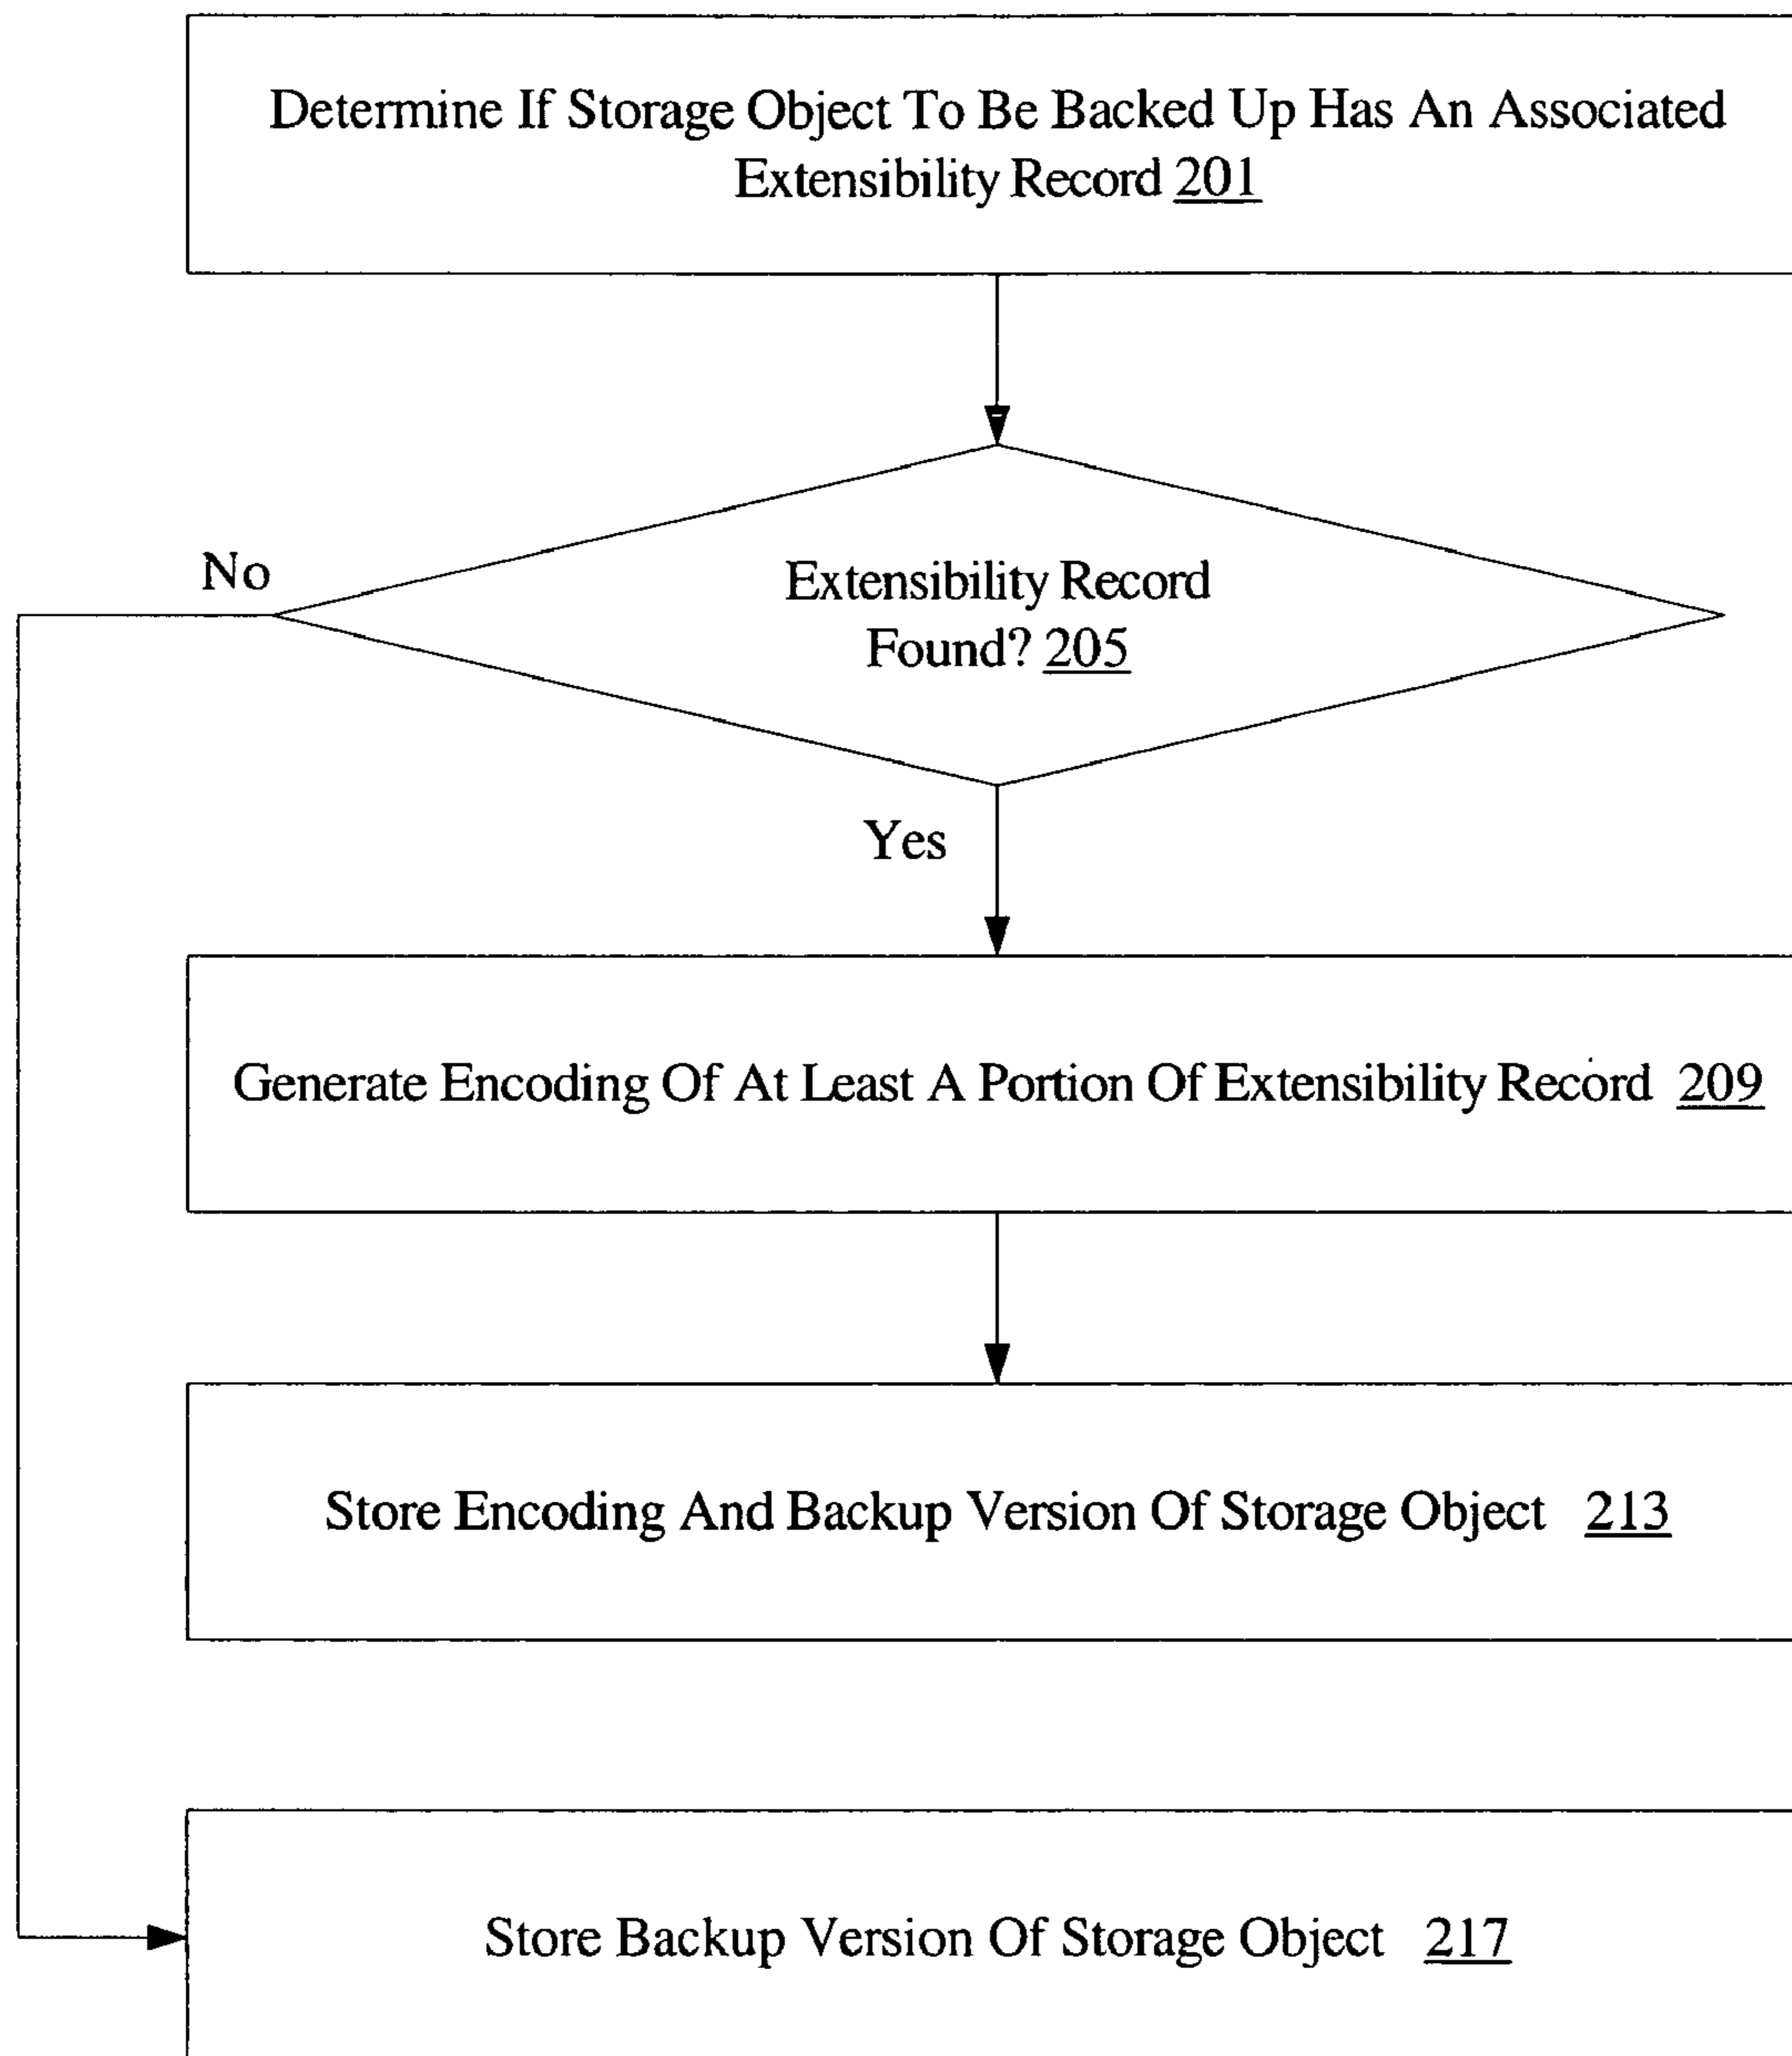 Determine If Storage Object To Be Backed Up Has An Associated
Extensibility Record 201
No
Extensibility Record
Found? 205
Yes
Generate Encoding Of At Least A Portion Of Extensibility Record 209
Store Encoding And Backup Version Of Storage Object 213
Store Backup Version Of Storage Object 217